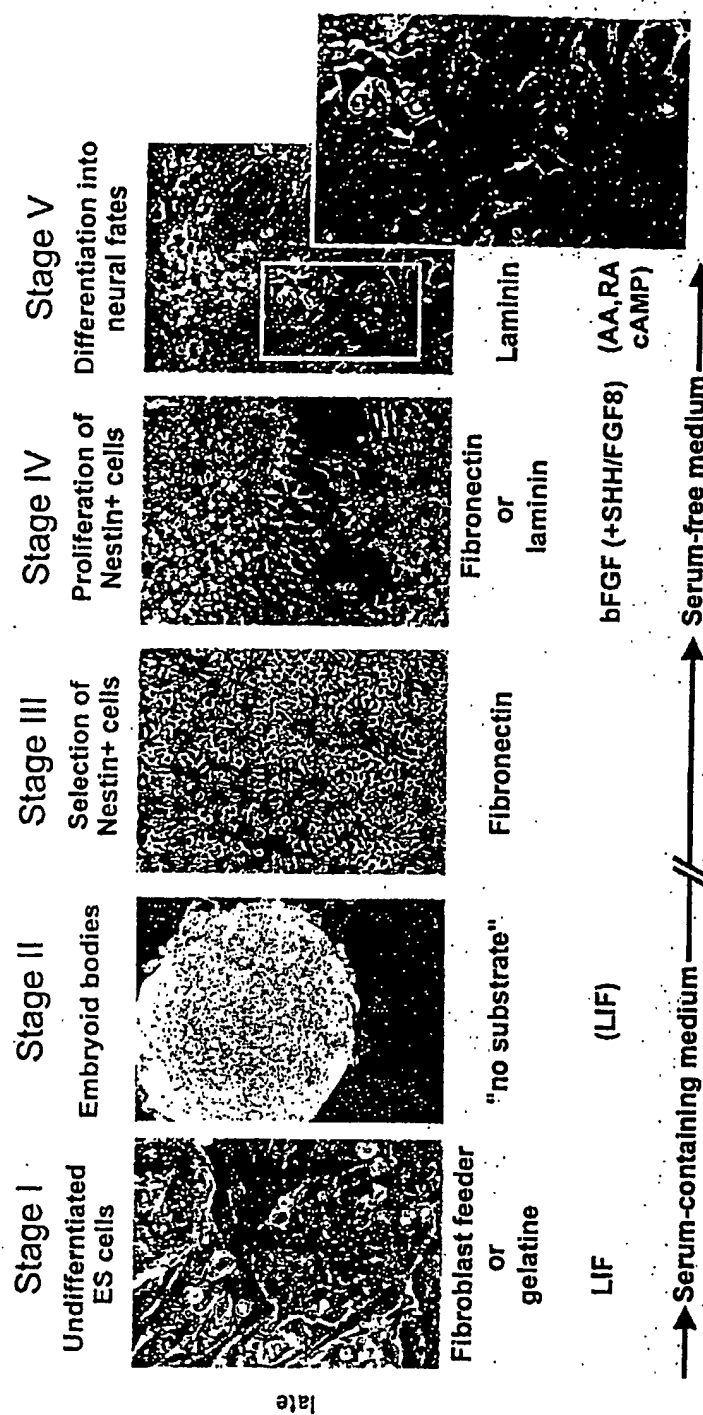 Stage I
Undifferntiated
ES cells
Fibroblast feeder
or
gelatine
LIF
Stage II
Embryoid bodies
"no substrate"
(LIF)
Stage III
Selection of
Nestin+ cells
Fibronectin
Stage IV
Proliferation of
Nestin+ cells
Fibronectin
or
laminin
bFGF (+SHH/FGF8)
Stage V
Differentiation into
neural fates
Laminin
(AA,RA
cAMP)
Serum-containing medium
Serum-free medium
late